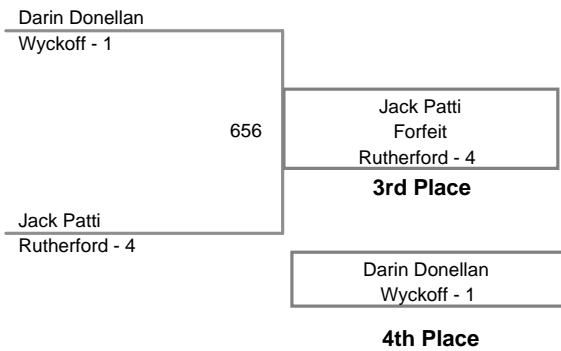 Darin Donellan
Wyckoff - 1
656
Jack Patti
Forfeit
Rutherford - 4
3rd Place
Jack Patti
Rutherford - 4
Darin Donellan
Wyckoff - 1
4th Place